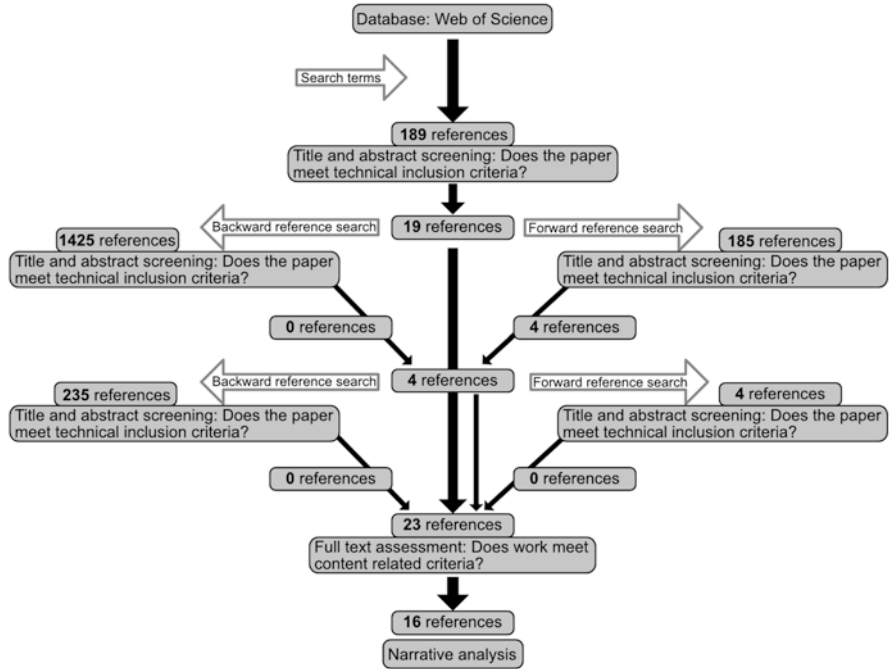 Database: Web of Science
Search terms
189 references
Title and abstract screening: Does the paper
meet technical inclusion criteria?
Backward reference search
19 references
Forward reference search
1425 references
Title and abstract screening: Does the paper
meet technical inclusion criteria?
185 references
Title and abstract screening: Does the paper
meet technical inclusion criteria?
0 references
4 references
Backward reference search
4 references
Forward reference search
235 references
Title and abstract screening: Does the paper
meet technical inclusion criteria?
4 references
Title and abstract screening: Does the paper
meet technical inclusion criteria?
0 references
0 references
23 references
Full text assessment: Does work meet
content related criteria?
16 references
Narrative analysis